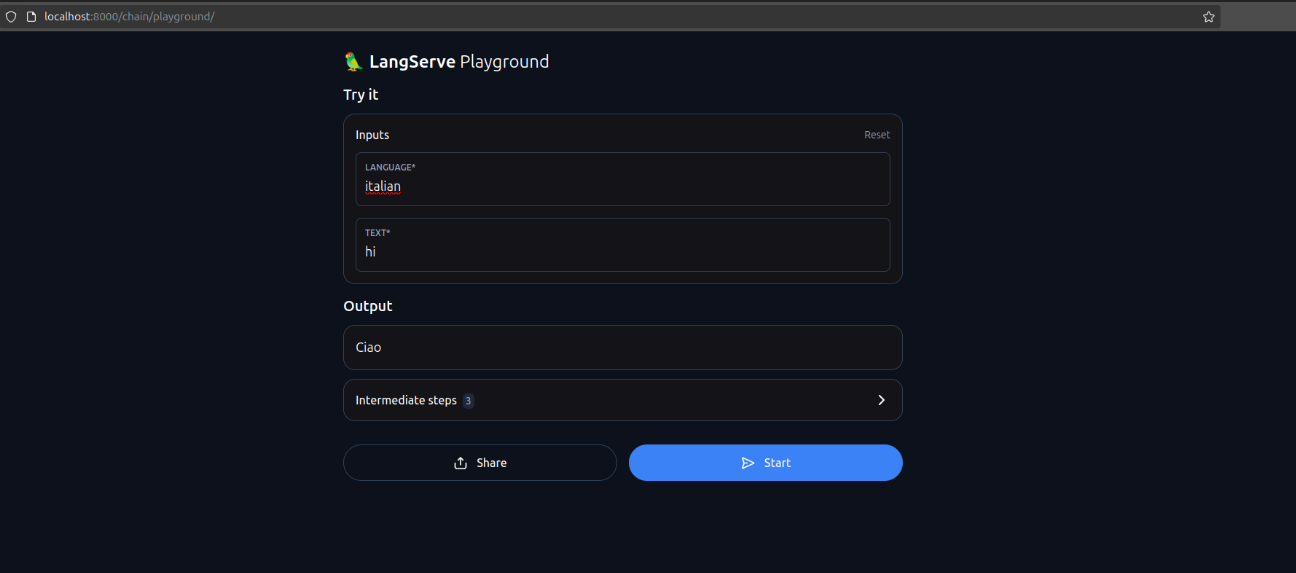 localhost:8000/chain/playground/
🦜 LangServe Playground
Try it
Inputs
Reset
LANGUAGE*
italian
TEXT*
hi
Output
Ciao
Intermediate steps 3
Share
Start